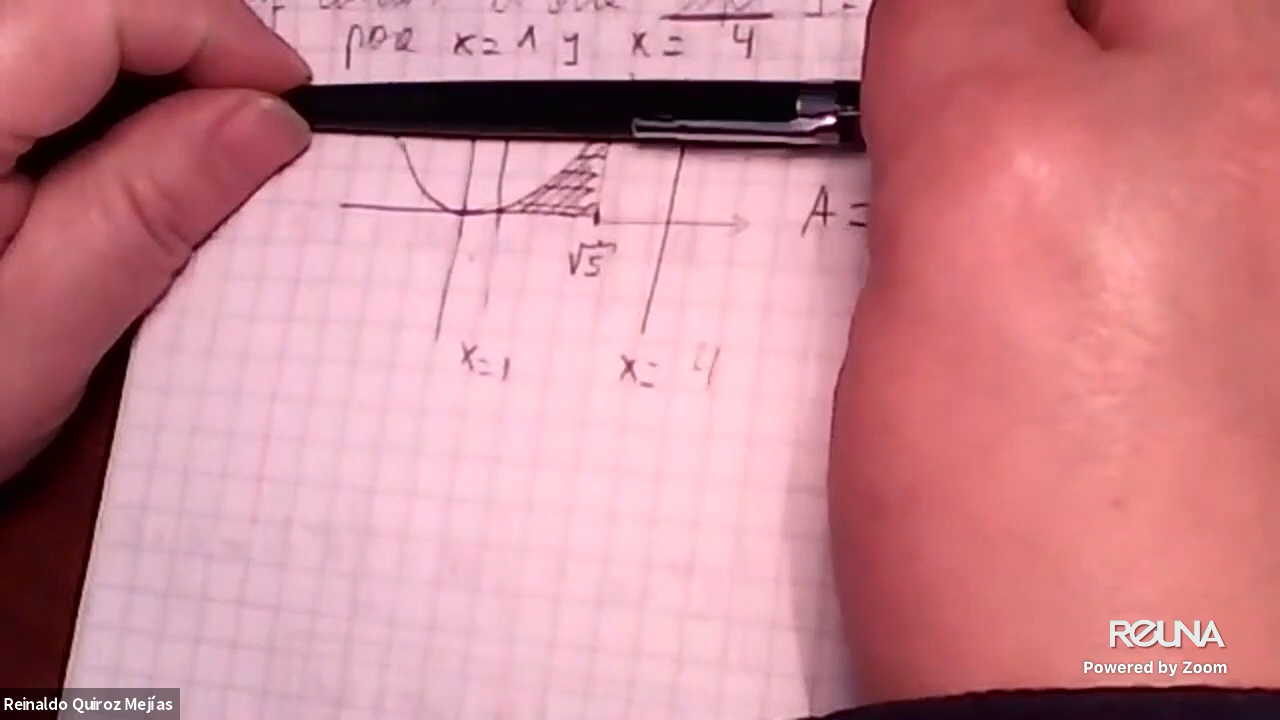 por x=1 y x= 4
A =
√5
x=1 x= 4
REUNA
Powered by Zoom
Reinaldo Quiroz Mejías